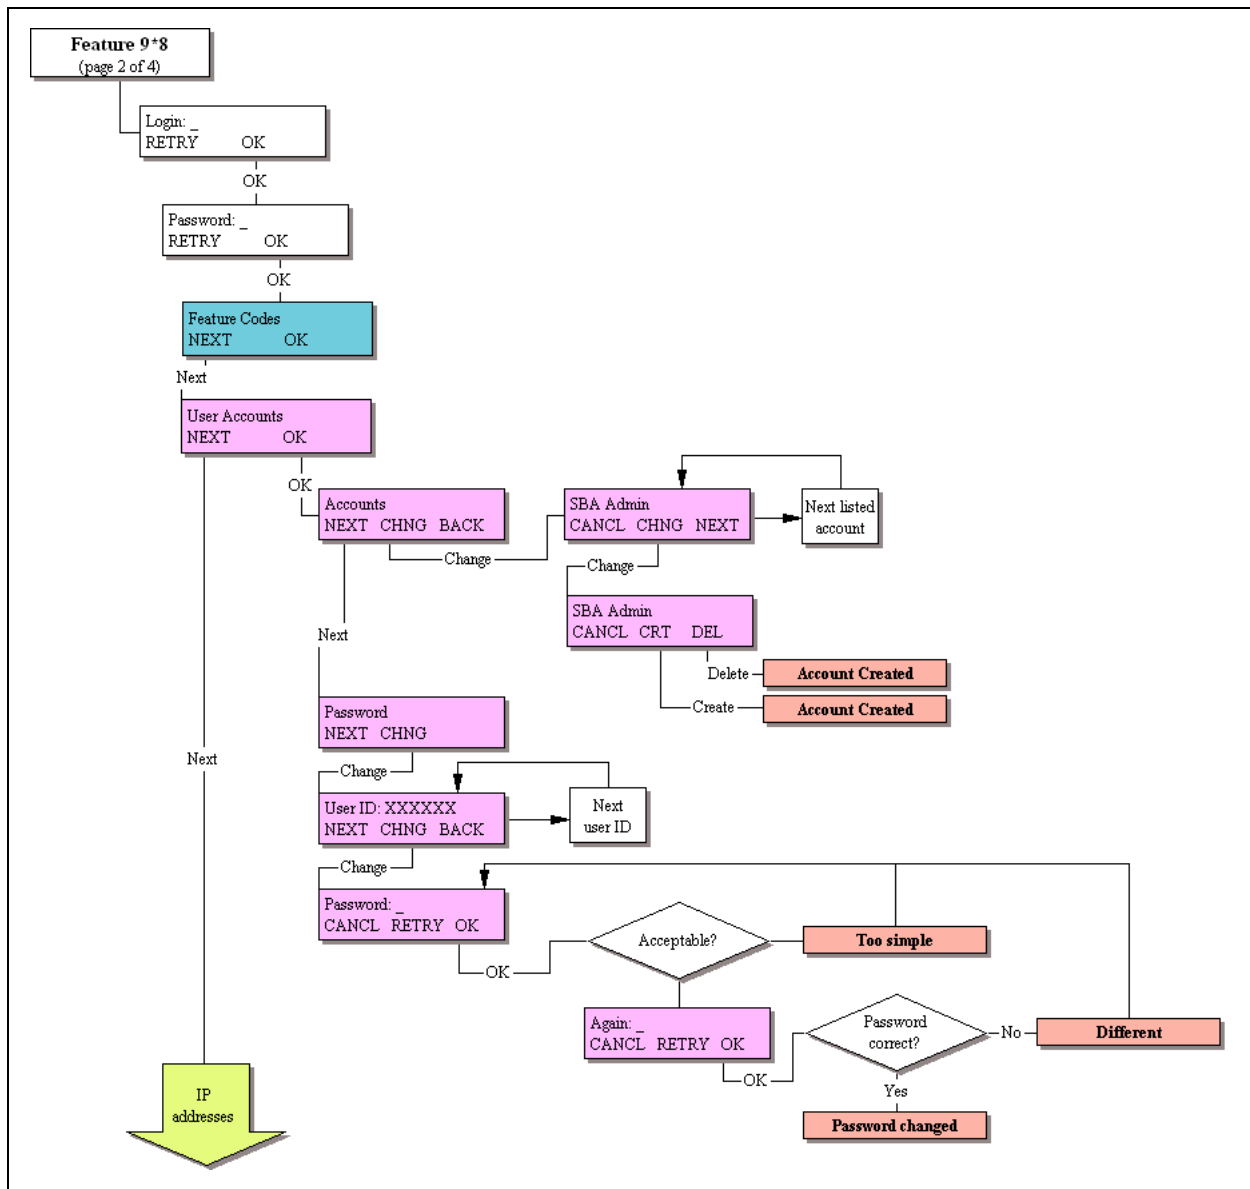 Feature 9*8
(page 2 of 4)
Login: _
RETRY OK
OK
Password: _
RETRY OK
OK
Feature Codes
NEXT OK
Next
User Accounts
NEXT OK
OK
Accounts
NEXT CHNG BACK
Change
SBA Admin
CANCL CHNG NEXT
Next listed
account
Change
SBA Admin
CANCL CRT DEL
Delete
Account Created
Create
Account Created
Next
Password
NEXT CHNG
Next
Change
User ID: XXXXXX
NEXT CHNG BACK
Next
user ID
Change
Password: _
CANCL RETRY OK
OK
Acceptable?
Too simple
Again: _
CANCL RETRY OK
OK
Password
correct?
No
Different
Yes
Password changed
IP
addresses